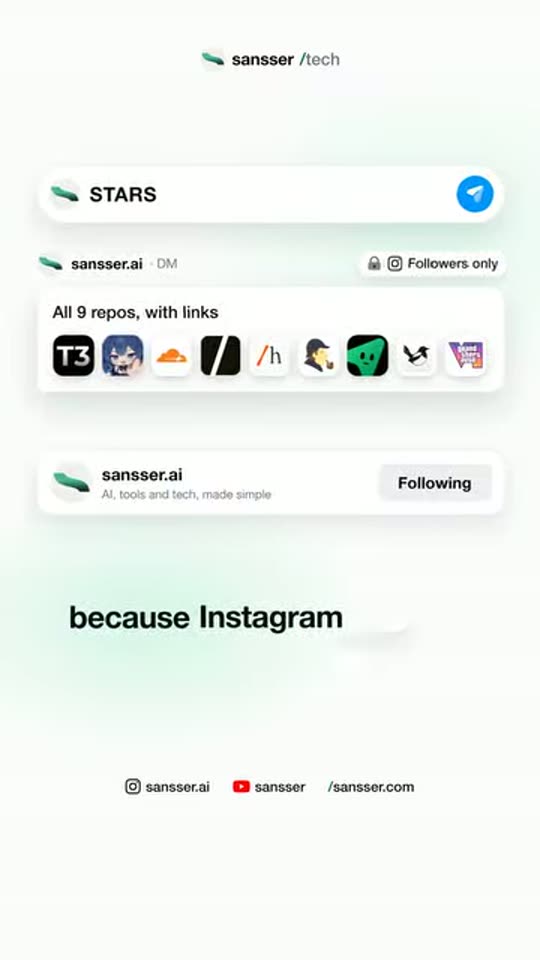 sansser /tech
STARS
sansser.ai · DM
Followers only
All 9 repos, with links
T3
/h
sansser.ai
AI, tools and tech, made simple
Following
because Instagram
sansser.ai sansser /sansser.com